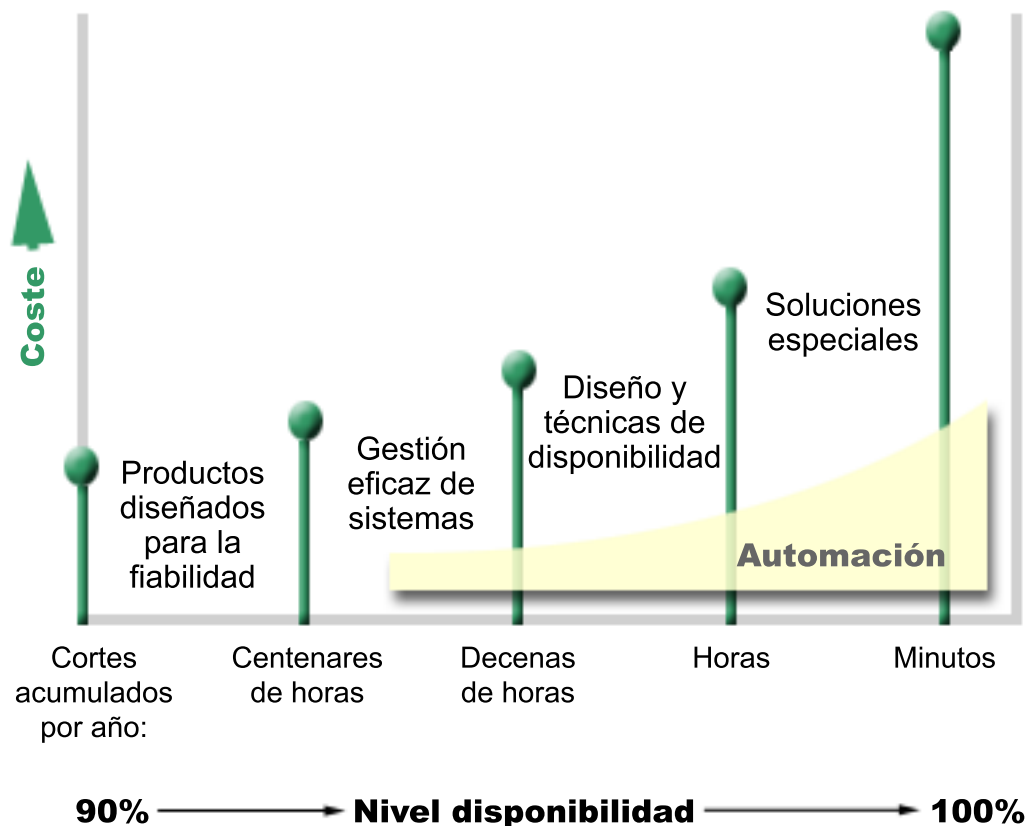 Coste
Soluciones
especiales
Diseño y
técnicas de
disponibilidad
Gestión
eficaz de
sistemas
Productos
diseñados
para la
fiabilidad
Automación
Cortes
acumulados
por año:
Centenares
de horas
Decenas
de horas
Horas
Minutos
90% Nivel disponibilidad 100%